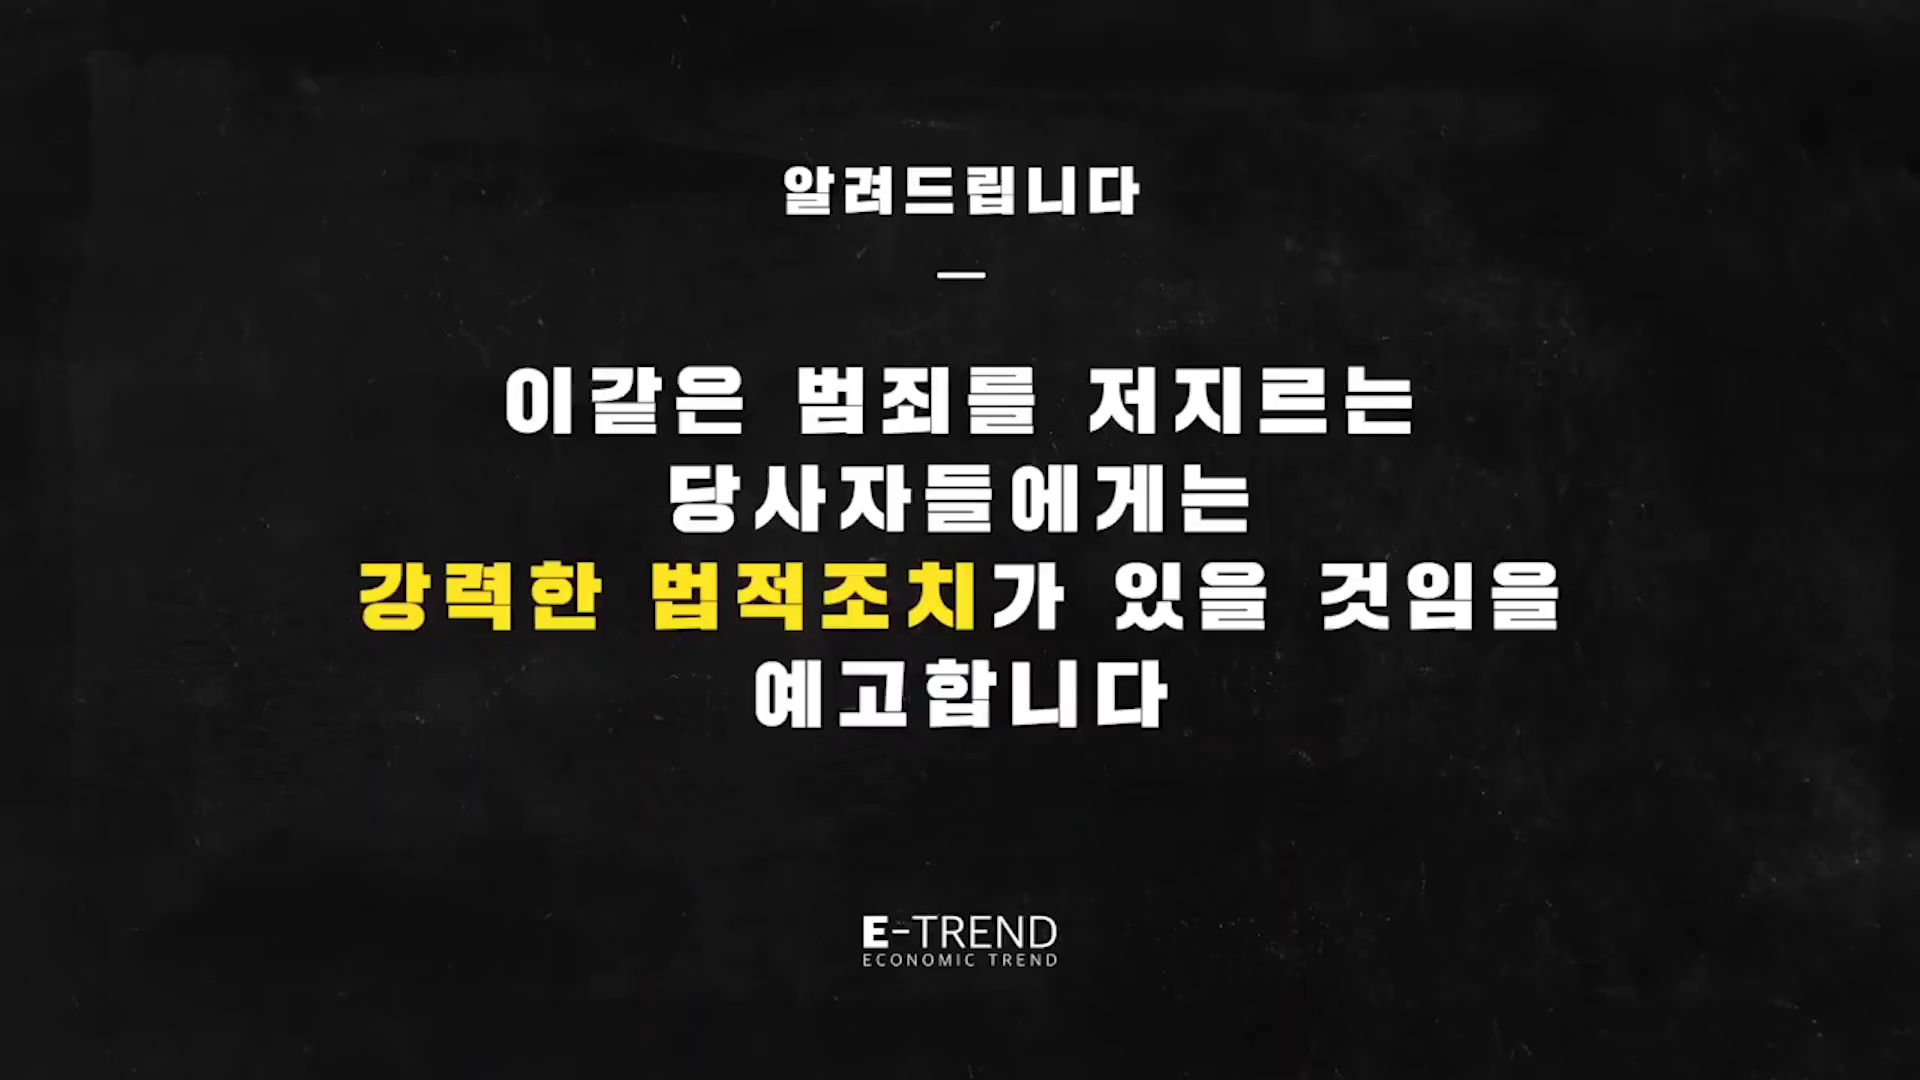 알려드립니다
이같은 범죄를 저지르는
당사자들에게는
강력한 법적조치가 있을 것임을
예고합니다
E-TREND
ECONOMIC TREND